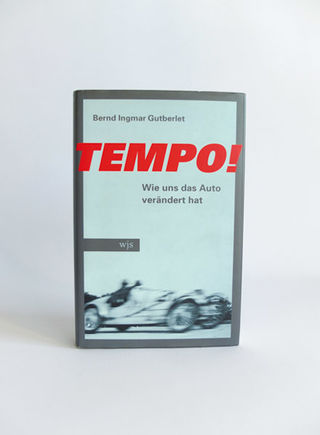 Bernd Ingmar Gutberlet
TEMPO!
Wie uns das Auto
verändert hat
wjs